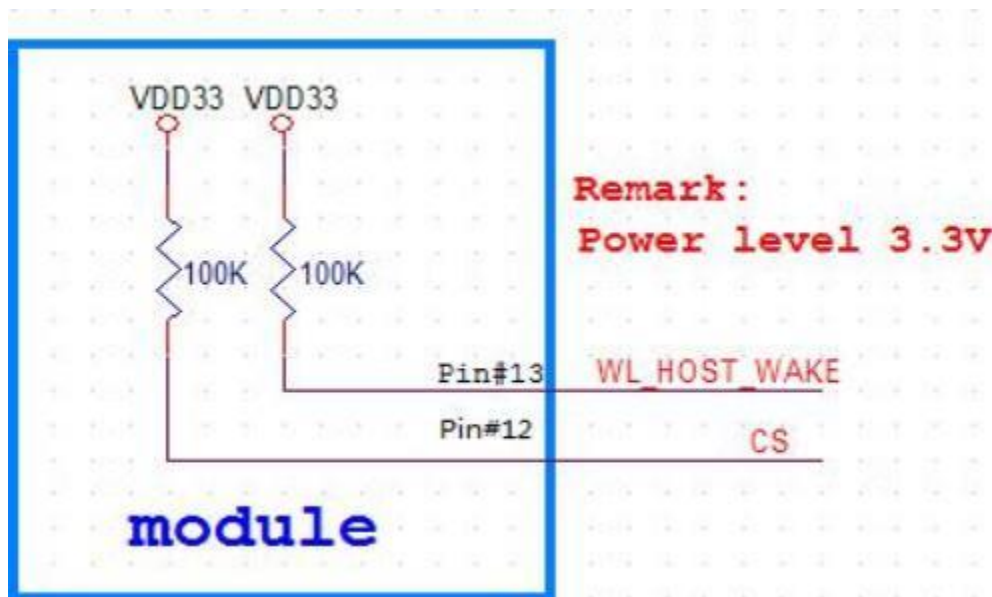 VDD33 VDD33
Remark:
Power level 3.3V
100K 100K
Pin#13 WL_HOST_WAKE
Pin#12 CS
module